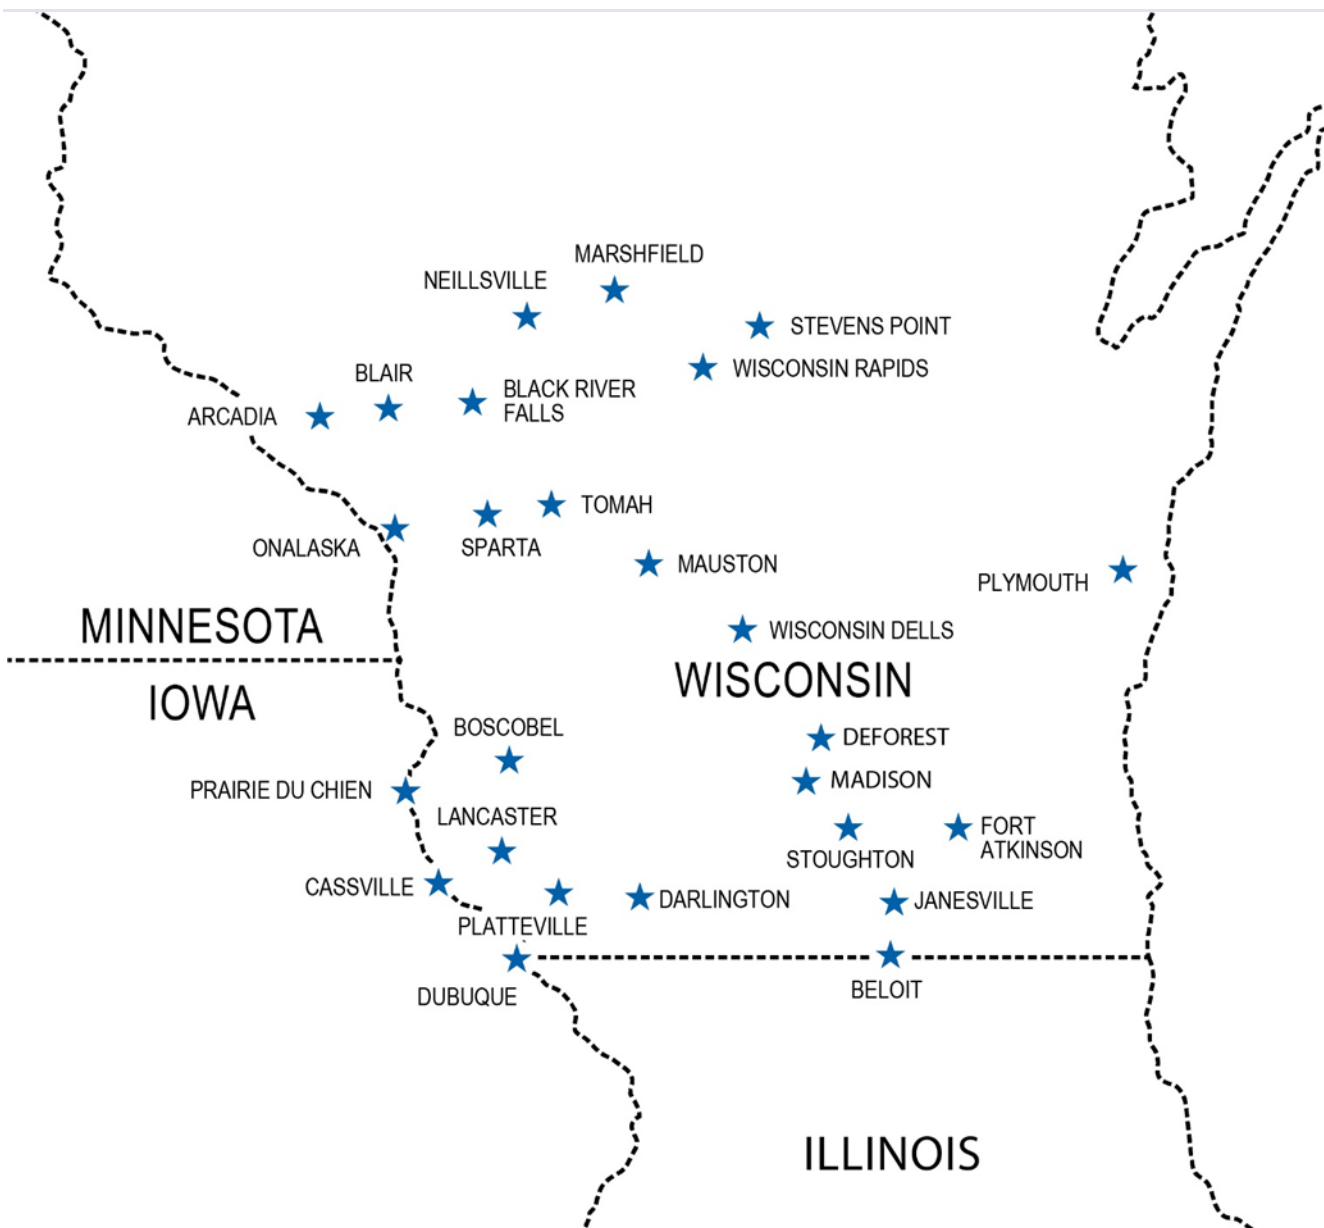 MARSHFIELD
NEILLSVILLE
STEVENS POINT
WISCONSIN RAPIDS
BLAIR
BLACK RIVER
FALLS
ARCADIA
TOMAH
ONALASKA
SPARTA
MAUSTON
PLYMOUTH
MINNESOTA
WISCONSIN DELLS
WISCONSIN
IOWA
BOSCOBEL
DEFOREST
MADISON
PRAIRIE DU CHIEN
LANCASTER
FORT
ATKINSON
STOUGHTON
CASSVILLE
DARLINGTON
JANESVILLE
PLATTEVILLE
BELOIT
DUBUQUE
ILLINOIS